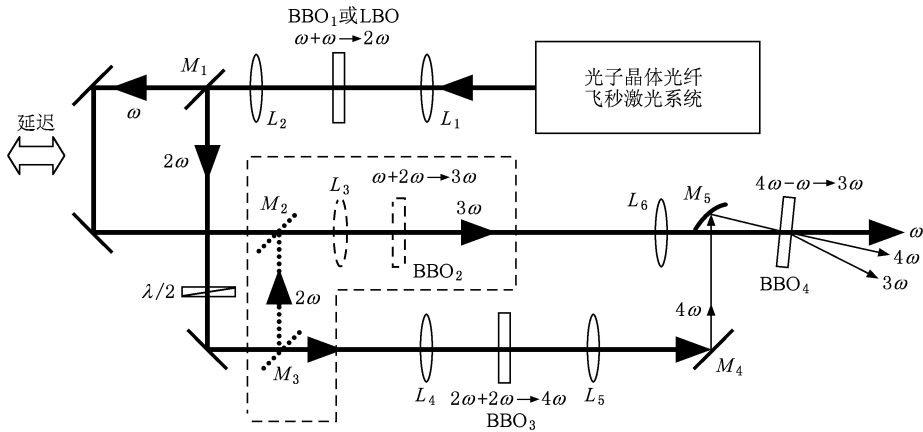 BBO₁或LBO
ω+ω→2ω
光子晶体光纤
飞秒激光系统
M₁
L₂
L₁
ω
延迟
2ω
ω+2ω→3ω
L₃
M₂
3ω
BBO₂
L₆
M₅
4ω-ω→3ω
ω
4ω
3ω
BBO₄
λ/2
2ω
4ω
M₃
M₄
L₄
2ω+2ω→4ω
L₅
BBO₃